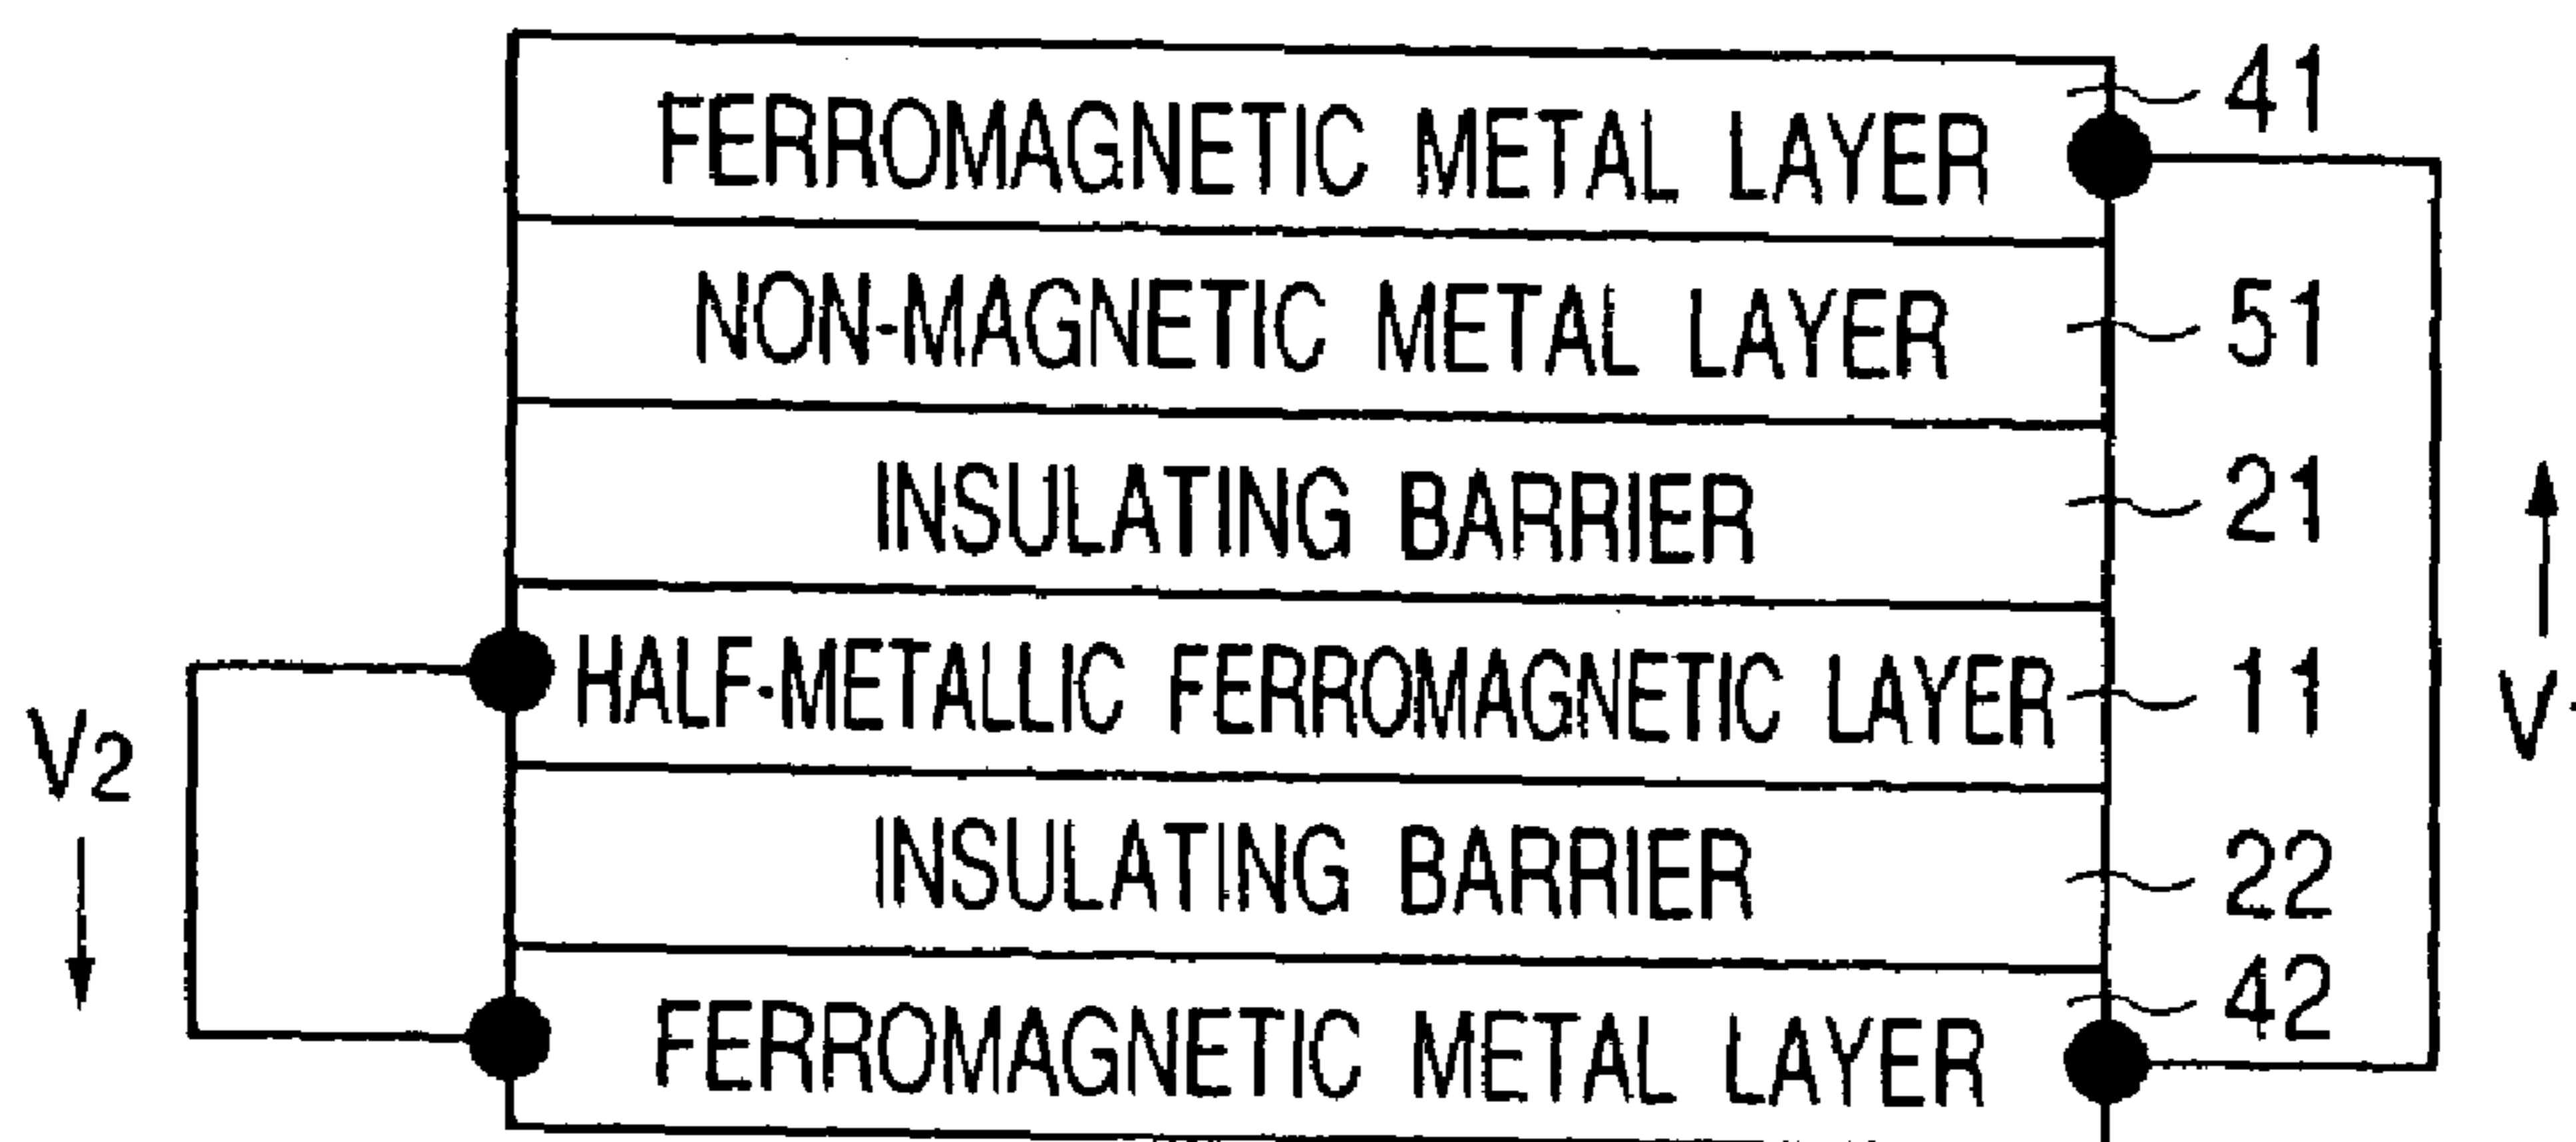 FERROMAGNETIC METAL LAYER 41
NON-MAGNETIC METAL LAYER 51
INSULATING BARRIER 21
HALF-METALLIC FERROMAGNETIC LAYER 11
V2
V
INSULATING BARRIER 22
FERROMAGNETIC METAL LAYER 42